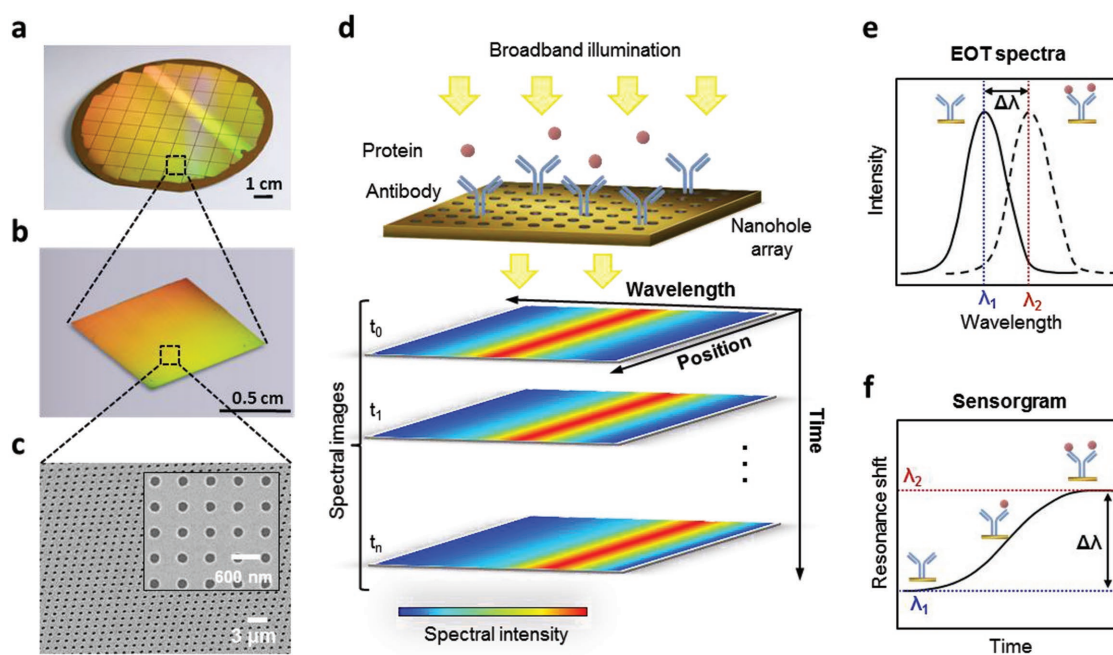 a
1 cm
b
0.5 cm
c
600 nm
3 μm
d
Broadband illumination
Protein
Antibody
Nanohole
array
Wavelength
Position
Time
Spectral images
t0
t1
tn
Spectral intensity
e
EOT spectra
Δλ
Intensity
λ1
λ2
Wavelength
f
Sensorgram
Resonance shft
λ2
Δλ
λ1
Time